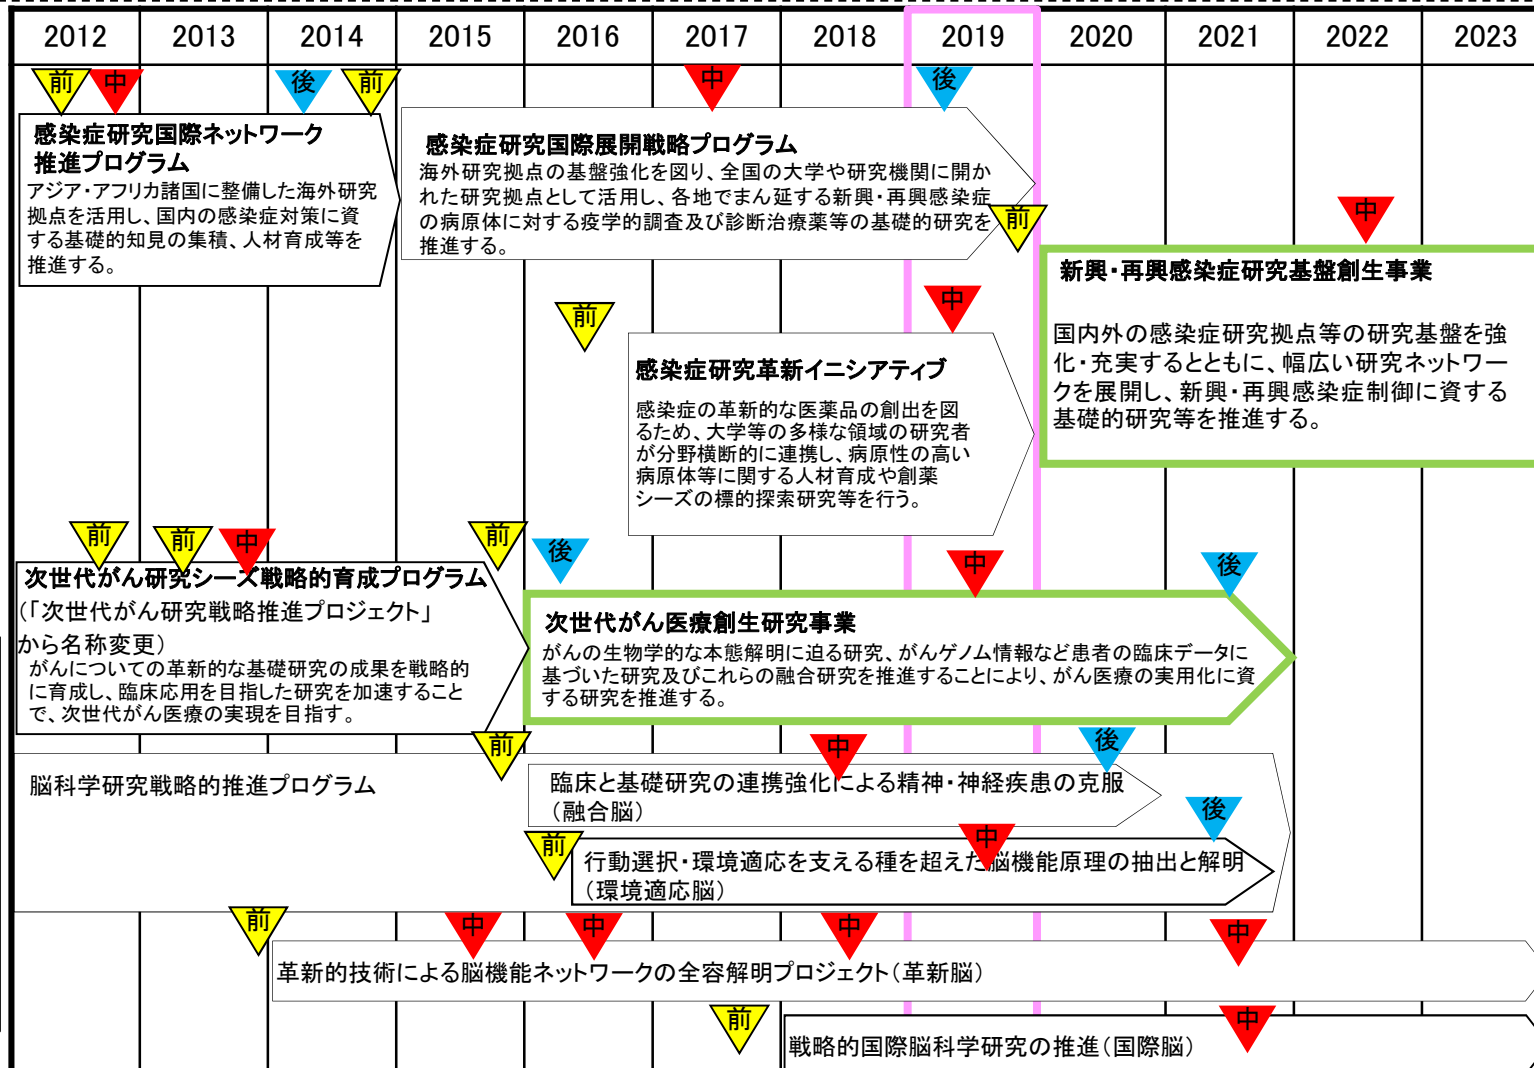 2012 2013 2014 2015 2016 2017 2018 2019 2020 2021 2022 2023
前 中 後 前 中 後
感染症研究国際ネットワーク
推進プログラム
アジア・アフリカ諸国に整備した海外研究
拠点を活用し、国内の感染症対策に資
する基礎的知見の集積、人材育成等を
推進する。
感染症研究国際展開戦略プログラム
海外研究拠点の基盤強化を図り、全国の大学や研究機関に開か
れた研究拠点として活用し、各地でまん延する新興・再興感染症
の病原体に対する疫学的調査及び診断治療薬等の基礎的研究を
推進する。
前
中
新興・再興感染症研究基盤創生事業
国内外の感染症研究拠点等の研究基盤を強
化・充実するとともに、幅広い研究ネットワー
クを展開し、新興・再興感染症制御に資する
基礎的研究等を推進する。
前
中
感染症研究革新イニシアティブ
感染症の革新的な医薬品の創出を図
るため、大学等の多様な領域の研究者
が分野横断的に連携し、病原性の高い
病原体等に関する人材育成や創薬
シーズの標的探索研究等を行う。
前 前 中 前 後 中 後
次世代がん研究シーズ戦略的育成プログラム
(「次世代がん研究戦略推進プロジェクト」
から名称変更)
がんについての革新的な基礎研究の成果を戦略的
に育成し、臨床応用を目指した研究を加速すること
で、次世代がん医療の実現を目指す。
次世代がん医療創生研究事業
がんの生物学的な本態解明に迫る研究、がんゲノム情報など患者の臨床データに
基づいた研究及びこれらの融合研究を推進することにより、がん医療の実用化に資
する研究を推進する。
前 中 後
脳科学研究戦略的推進プログラム
臨床と基礎研究の連携強化による精神・神経疾患の克服
(融合脳)
前 中 後
行動選択・環境適応を支える種を超えた脳機能原理の抽出と解明
(環境適応脳)
前 中 中 中 中
革新的技術による脳機能ネットワークの全容解明プロジェクト(革新脳)
前 中
戦略的国際脳科学研究の推進(国際脳)